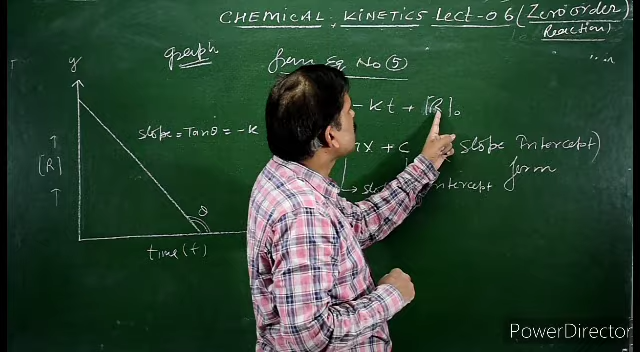 CHEMICAL KINETICS Lect-06 (Zero order
Reaction)
graph
from Eq No (5)
y
- Kt + [R]₀
slope = Tanθ = -K
x + c
slope Intercept)
form
[R]
Intercept
θ
time (t)
PowerDirector